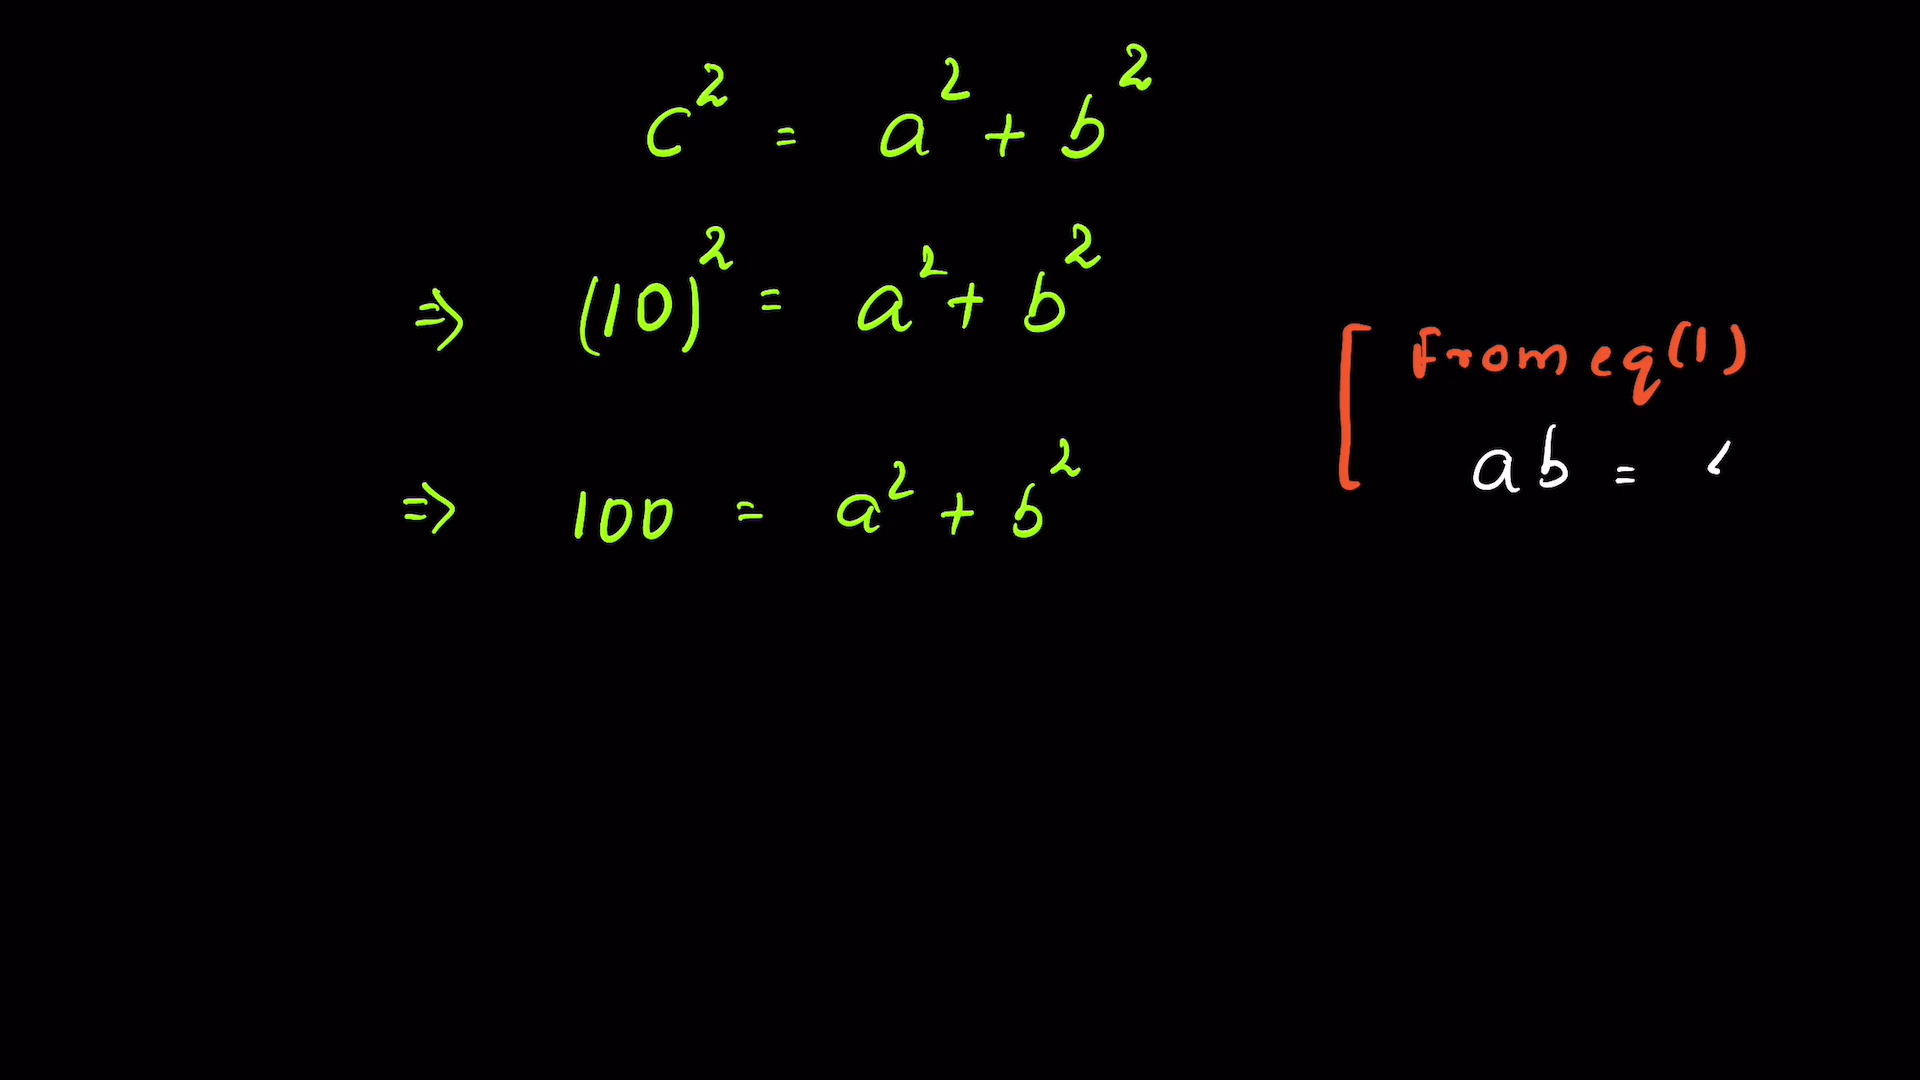 c² = a² + b²
⇒ (10)² = a² + b²
⇒ 100 = a² + b²
[ From eq(1)
ab =